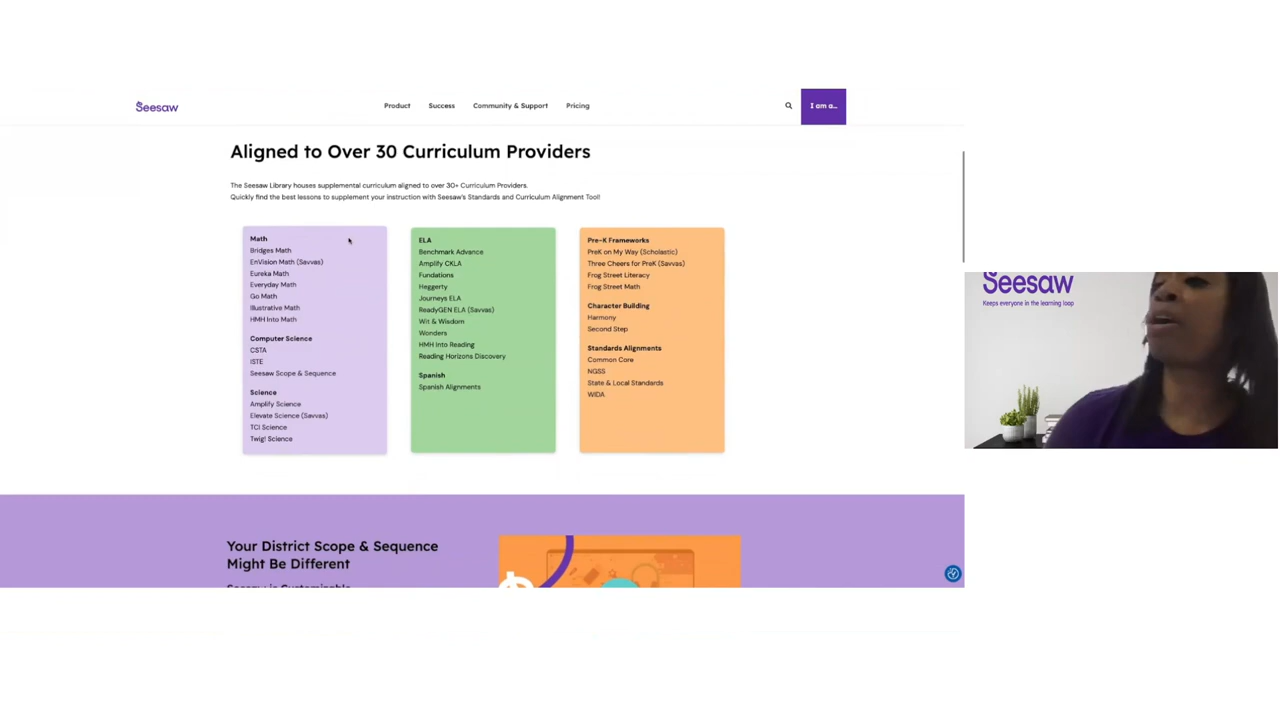 Seesaw
Product
Success
Community & Support
Pricing
I am a...
Aligned to Over 30 Curriculum Providers
The Seesaw Library houses supplemental curriculum aligned to over 30+ Curriculum Providers.
Quickly find the best lessons to supplement your instruction with Seesaw's Standards and Curriculum Alignment Tool!
Math
Bridges Math
EnVision Math (Savvas)
Eureka Math
Everyday Math
Go Math
Illustrative Math
HMH Into Math
Computer Science
CSTA
ISTE
Seesaw Scope & Sequence
Science
Amplify Science
Elevate Science (Savvas)
TCI Science
Twig! Science
ELA
Benchmark Advance
Amplify CKLA
Fundations
Heggerty
Journeys ELA
ReadyGEN ELA (Savvas)
Wit & Wisdom
Wonders
HMH Into Reading
Reading Horizons Discovery
Spanish
Spanish Alignments
Pre-K Frameworks
PreK on My Way (Scholastic)
Three Cheers for PreK (Savvas)
Frog Street Literacy
Frog Street Math
Character Building
Harmony
Second Step
Standards Alignments
Common Core
NGSS
State & Local Standards
WIDA
Seesaw
Keeps everyone in the learning loop
Your District Scope & Sequence
Might Be Different
Seesaw is Customizable